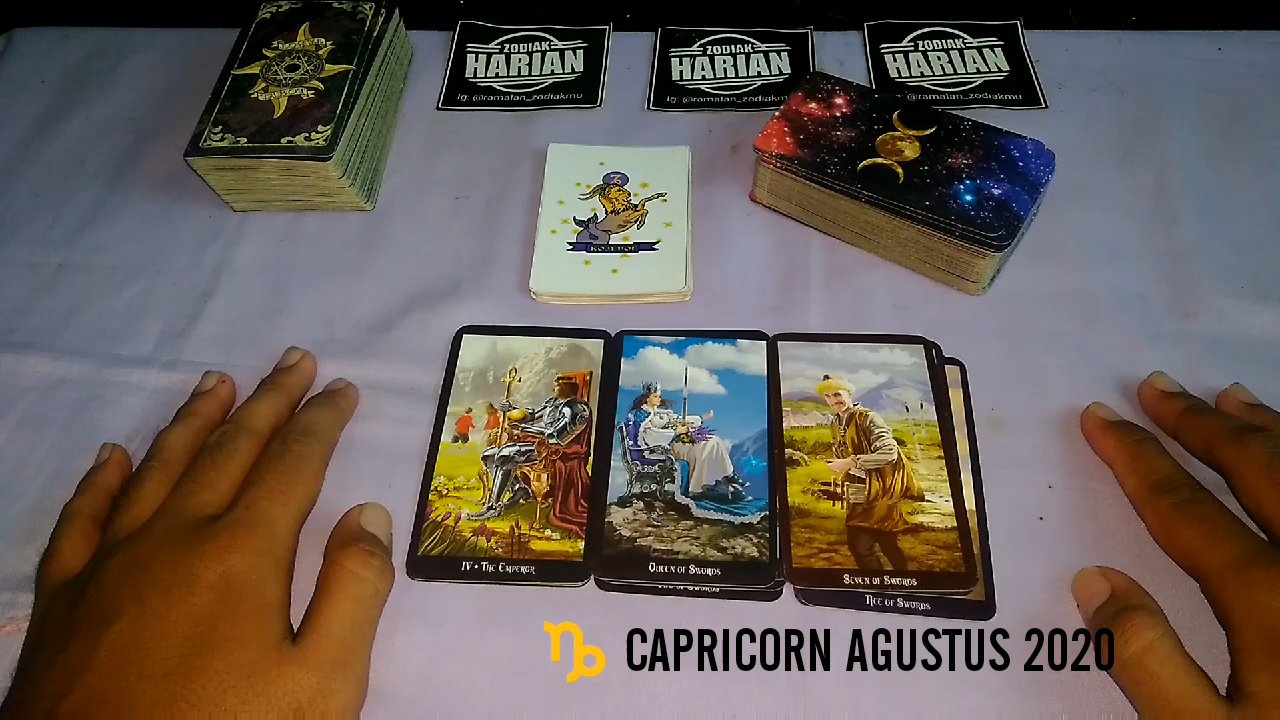 ZODIAK
HARIAN
Ig: @ramalan_zodiakmu
ZODIAK
HARIAN
Ig: @ramalan_zodiakmu
ZODIAK
HARIAN
@ramalan_zodiakmu
IV • THE EMPEROR
QUEEN OF SWORDS
SEVEN OF SWORDS
OF SWORDS
CAPRICORN AGUSTUS 2020